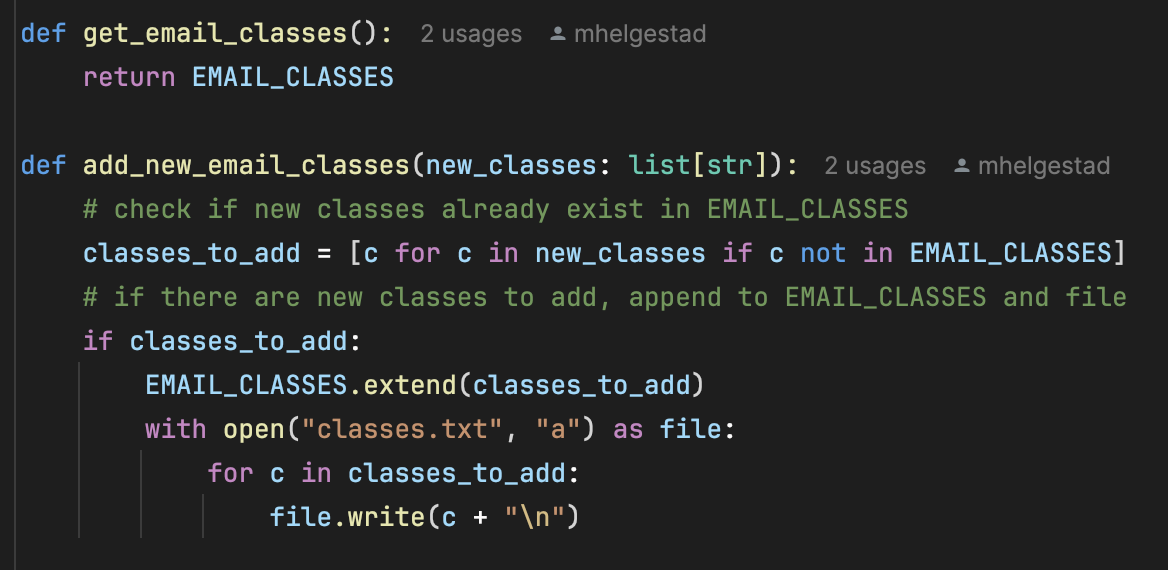 def get_email_classes():  2 usages  mhelgestad
    return EMAIL_CLASSES

def add_new_email_classes(new_classes: list[str]):  2 usages  mhelgestad
    # check if new classes already exist in EMAIL_CLASSES
    classes_to_add = [c for c in new_classes if c not in EMAIL_CLASSES]
    # if there are new classes to add, append to EMAIL_CLASSES and file
    if classes_to_add:
        EMAIL_CLASSES.extend(classes_to_add)
        with open("classes.txt", "a") as file:
            for c in classes_to_add:
                file.write(c + "\n")